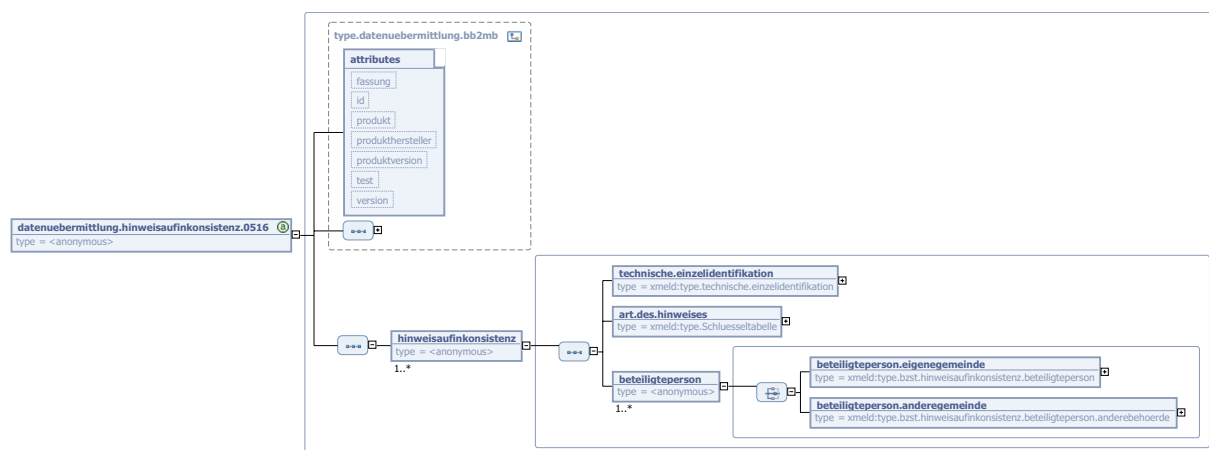 type.datenuebermittlung.bb2mb
attributes
fassung
id
produkt
produkthersteller
produktversion
test
version
datenuebermittlung.hinweisaufinkonsistenz.0516
a
type = <anonymous>
technische.einzelidentifikation
type = xmeld:type.technische.einzelidentifikation
art.des.hinweises
type = xmeld:type.Schluesseltabelle
hinweisaufinkonsistenz
type = <anonymous>
1..*
beteiligteperson
type = <anonymous>
1..*
beteiligteperson.eigenegemeinde
type = xmeld:type.bzst.hinweisaufinkonsistenz.beteiligteperson
beteiligteperson.anderegemeinde
type = xmeld:type.bzst.hinweisaufinkonsistenz.beteiligteperson.anderebehoerde